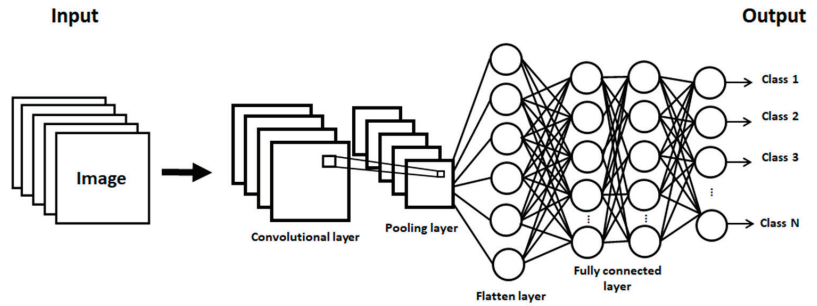 Input
Output
Image
Convolutional layer
Pooling layer
Flatten layer
Fully connected
layer
Class 1
Class 2
Class 3
Class N